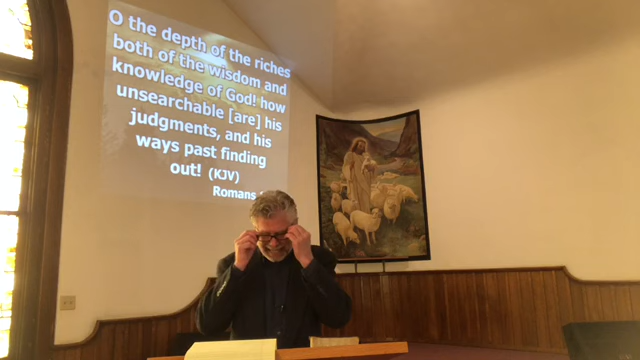 O the depth of the riches
both of the wisdom and
knowledge of God! how
unsearchable [are] his
judgments, and his
ways past finding
out! (KJV)
Romans